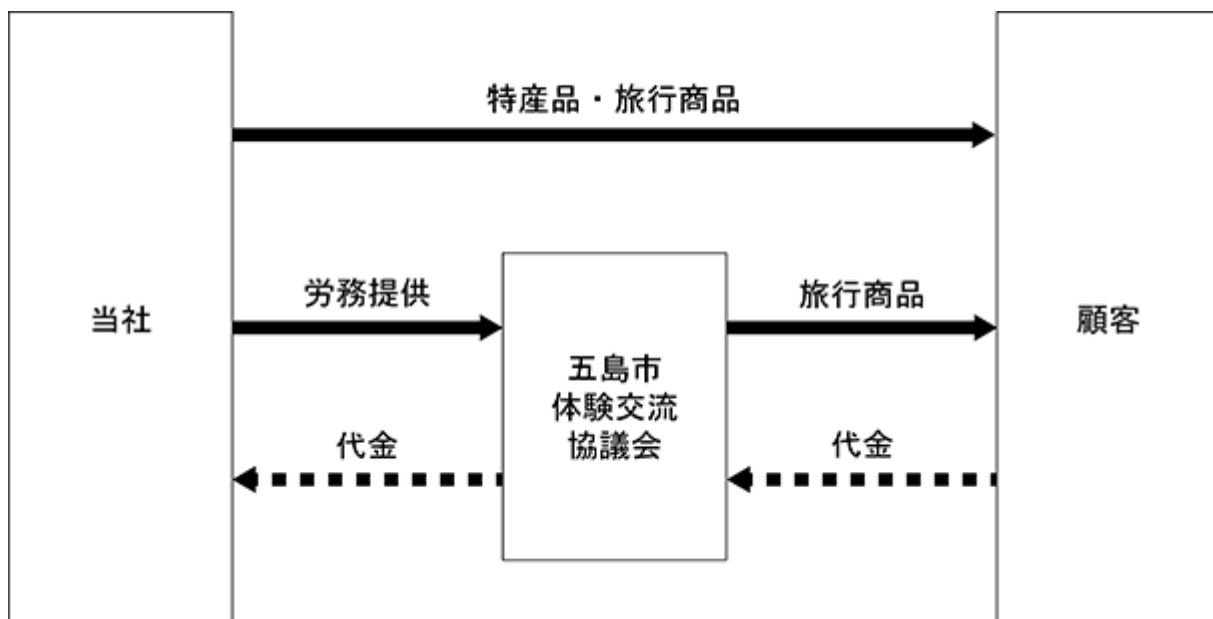 特産品・旅行商品
当社
労務提供
旅行商品
顧客
五島市
体験交流
協議会
代金
代金